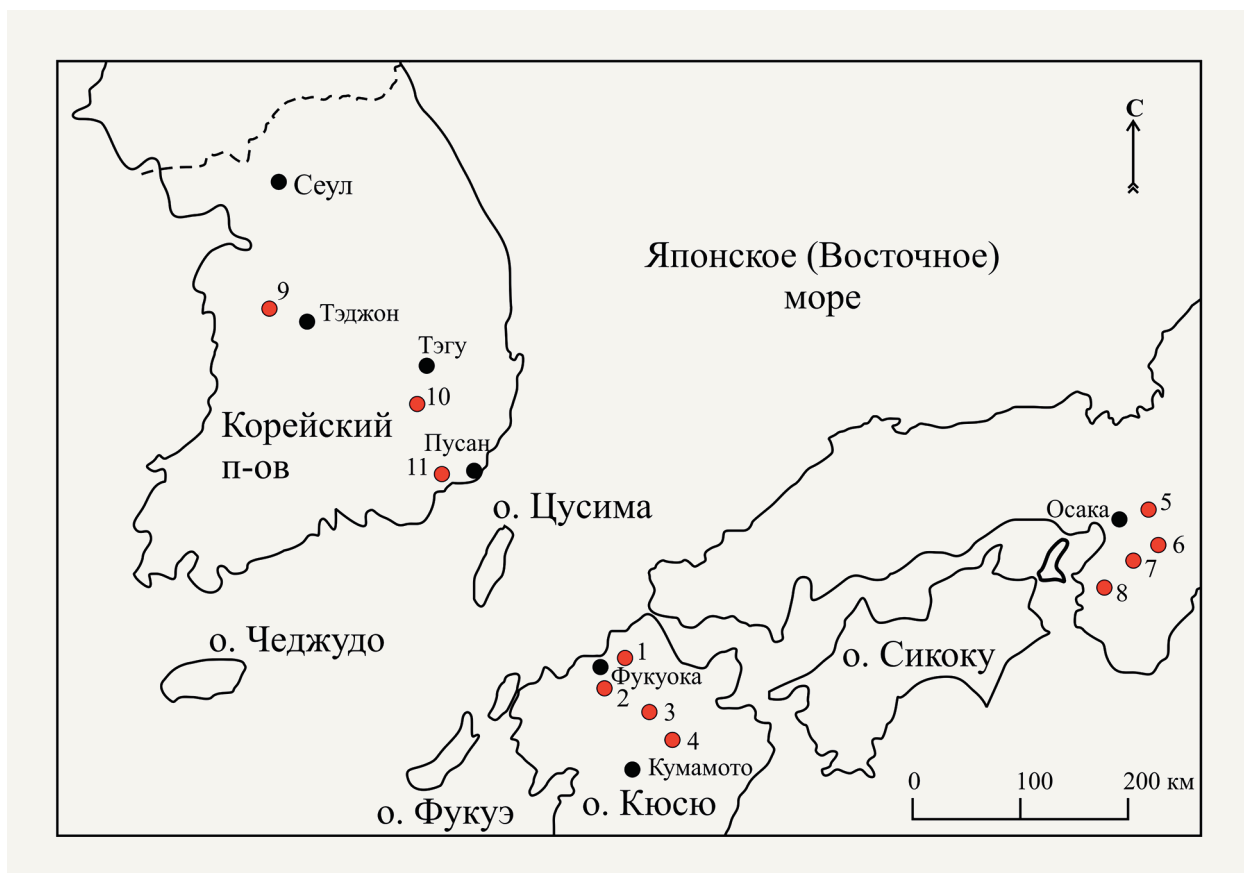 С
Сеул
Японское (Восточное)
море
9
Тэджон
Тэгу
10
Корейский
п-ов
Пусан
11
о. Цусима
Осака
5
6
7
8
о. Чеджудо
1
Фукуока
2
3
4
о. Сикоку
Кумамото
о. Кюсю
о. Фукуэ
0 100 200 км